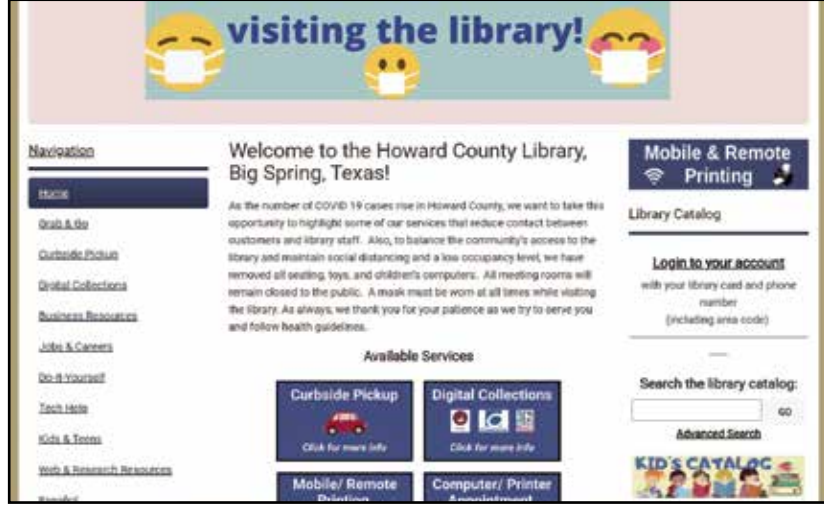 visiting the library!
Navigation
Home
Grab & Go
Curbside Pickup
Digital Collections
Business Resources
Jobs & Careers
Do-It-Yourself
Tech Help
Kids & Teens
Web & Research Resources
Español
Welcome to the Howard County Library,
Big Spring, Texas!
As the number of COVID 19 cases rise in Howard County, we want to take this
opportunity to highlight some of our services that reduce contact between
customers and library staff. Also, to balance the community's access to the
library and maintain social distancing and a low occupancy level, we have
removed all seating, toys, and children's computers. All meeting rooms will
remain closed to the public. A mask must be worn at all times while visiting
the library. As always, we thank you for your patience as we try to serve you
and follow health guidelines.
Available Services
Curbside Pickup
Click for more info
Digital Collections
Click for more info
Mobile/ Remote
Printing
Computer/ Printer
Appointment
Mobile & Remote
Printing
Library Catalog
Login to your account
with your library card and phone
number
(including area code)
Search the library catalog:
GO
Advanced Search
KID'S CATALOG